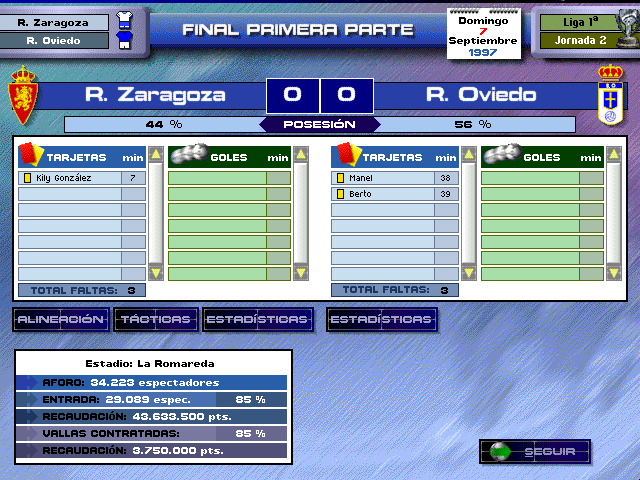 R. Zaragoza
R. Oviedo
FINAL PRIMERA PARTE
Domingo
7
Septiembre
1997
Liga 1ª
Jornada 2
R. Zaragoza 0 0 R. Oviedo
44 % POSESIÓN 56 %
TARJETAS min
Kily González 7
TOTAL FALTAS: 3
GOLES min
TARJETAS min
Manel 38
Berto 39
TOTAL FALTAS: 3
GOLES min
ALINEACIÓN TÁCTICAS ESTADÍSTICAS ESTADÍSTICAS
Estadio: La Romareda
AFORO: 34.223 espectadores
ENTRADA: 29.089 espec. 85 %
RECAUDACIÓN: 43.633.500 pts.
VALLAS CONTRATADAS: 85 %
RECAUDACIÓN: 3.750.000 pts.
SEGUIR